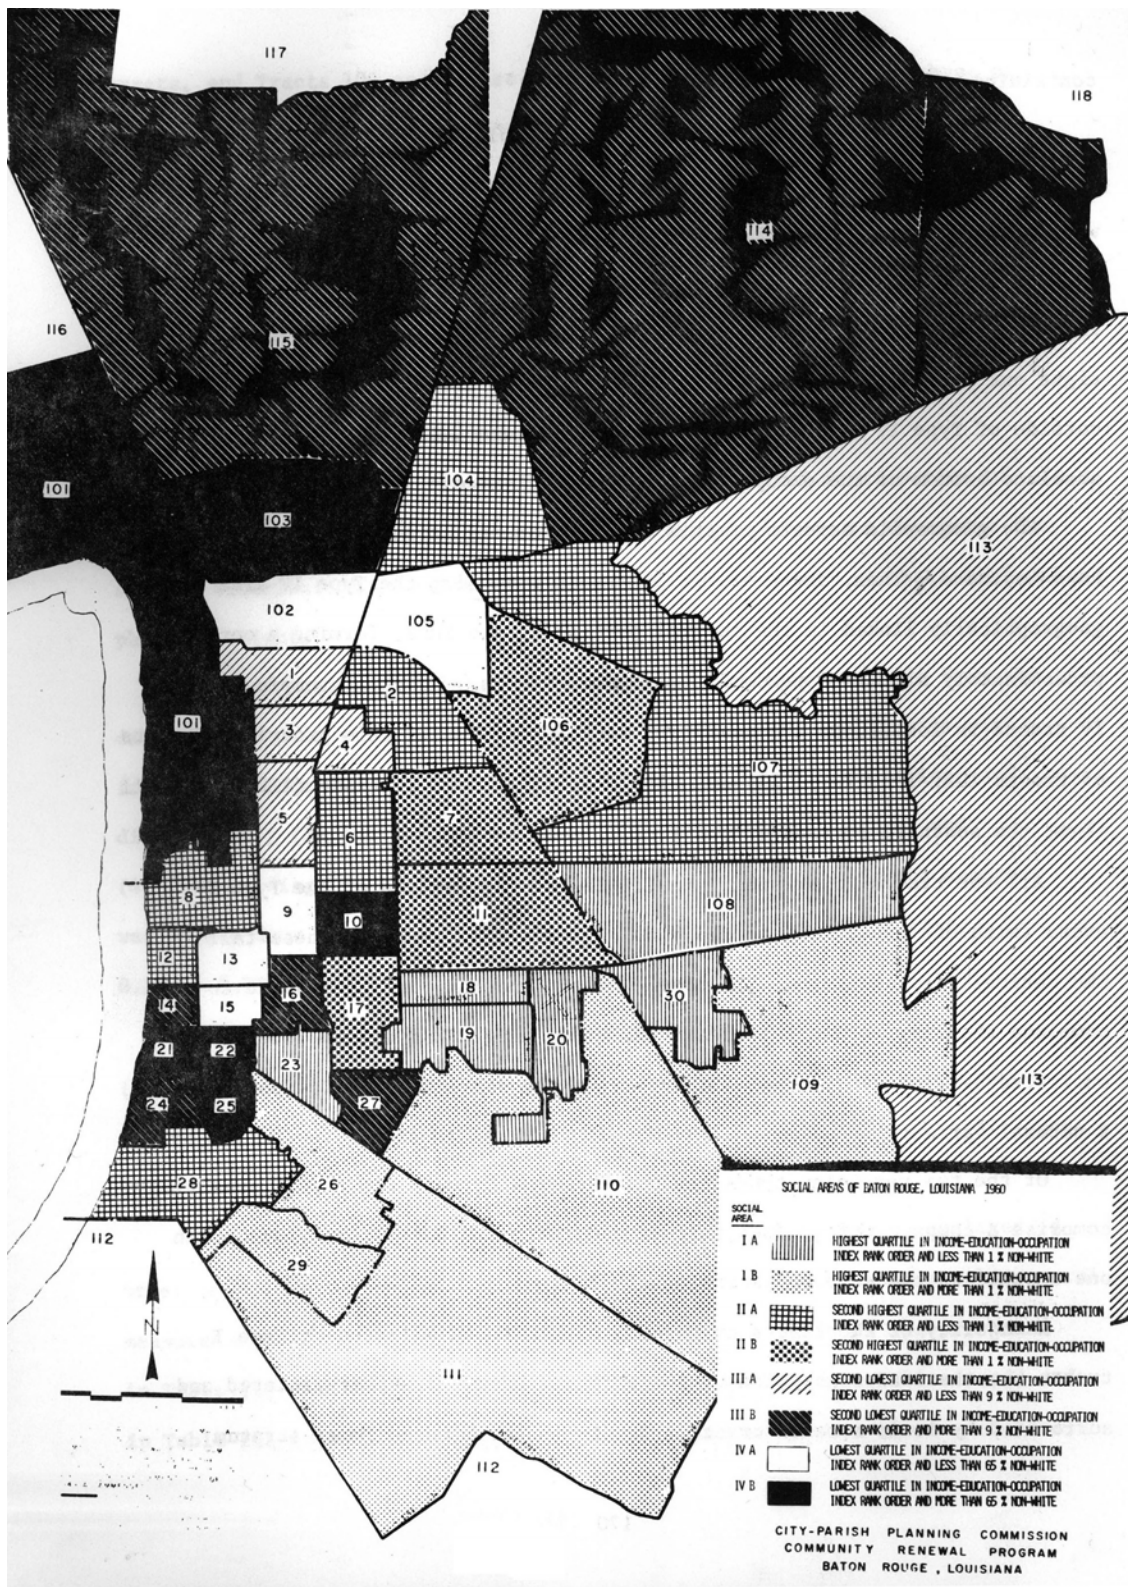 117
118
114
116
115
104
101
103
113
102
105
1
2
101
3
4
106
107
5
6
7
8
9
10
11
108
12
13
14
15
16
17
18
30
19
20
21
22
23
109
113
24
25
27
28
26
110
112
29
111
112
N
SOCIAL AREAS OF BATON ROUGE, LOUISIANA 1960
SOCIAL
AREA
I A HIGHEST QUARTILE IN INCOME-EDUCATION-OCCUPATION
INDEX RANK ORDER AND LESS THAN 1 % NON-WHITE
I B HIGHEST QUARTILE IN INCOME-EDUCATION-OCCUPATION
INDEX RANK ORDER AND MORE THAN 1 % NON-WHITE
II A SECOND HIGHEST QUARTILE IN INCOME-EDUCATION-OCCUPATION
INDEX RANK ORDER AND LESS THAN 1 % NON-WHITE
II B SECOND HIGHEST QUARTILE IN INCOME-EDUCATION-OCCUPATION
INDEX RANK ORDER AND MORE THAN 1 % NON-WHITE
III A SECOND LOWEST QUARTILE IN INCOME-EDUCATION-OCCUPATION
INDEX RANK ORDER AND LESS THAN 9 % NON-WHITE
III B SECOND LOWEST QUARTILE IN INCOME-EDUCATION-OCCUPATION
INDEX RANK ORDER AND MORE THAN 9 % NON-WHITE
IV A LOWEST QUARTILE IN INCOME-EDUCATION-OCCUPATION
INDEX RANK ORDER AND LESS THAN 65 % NON-WHITE
IV B LOWEST QUARTILE IN INCOME-EDUCATION-OCCUPATION
INDEX RANK ORDER AND MORE THAN 65 % NON-WHITE
CITY-PARISH PLANNING COMMISSION
COMMUNITY RENEWAL PROGRAM
BATON ROUGE, LOUISIANA